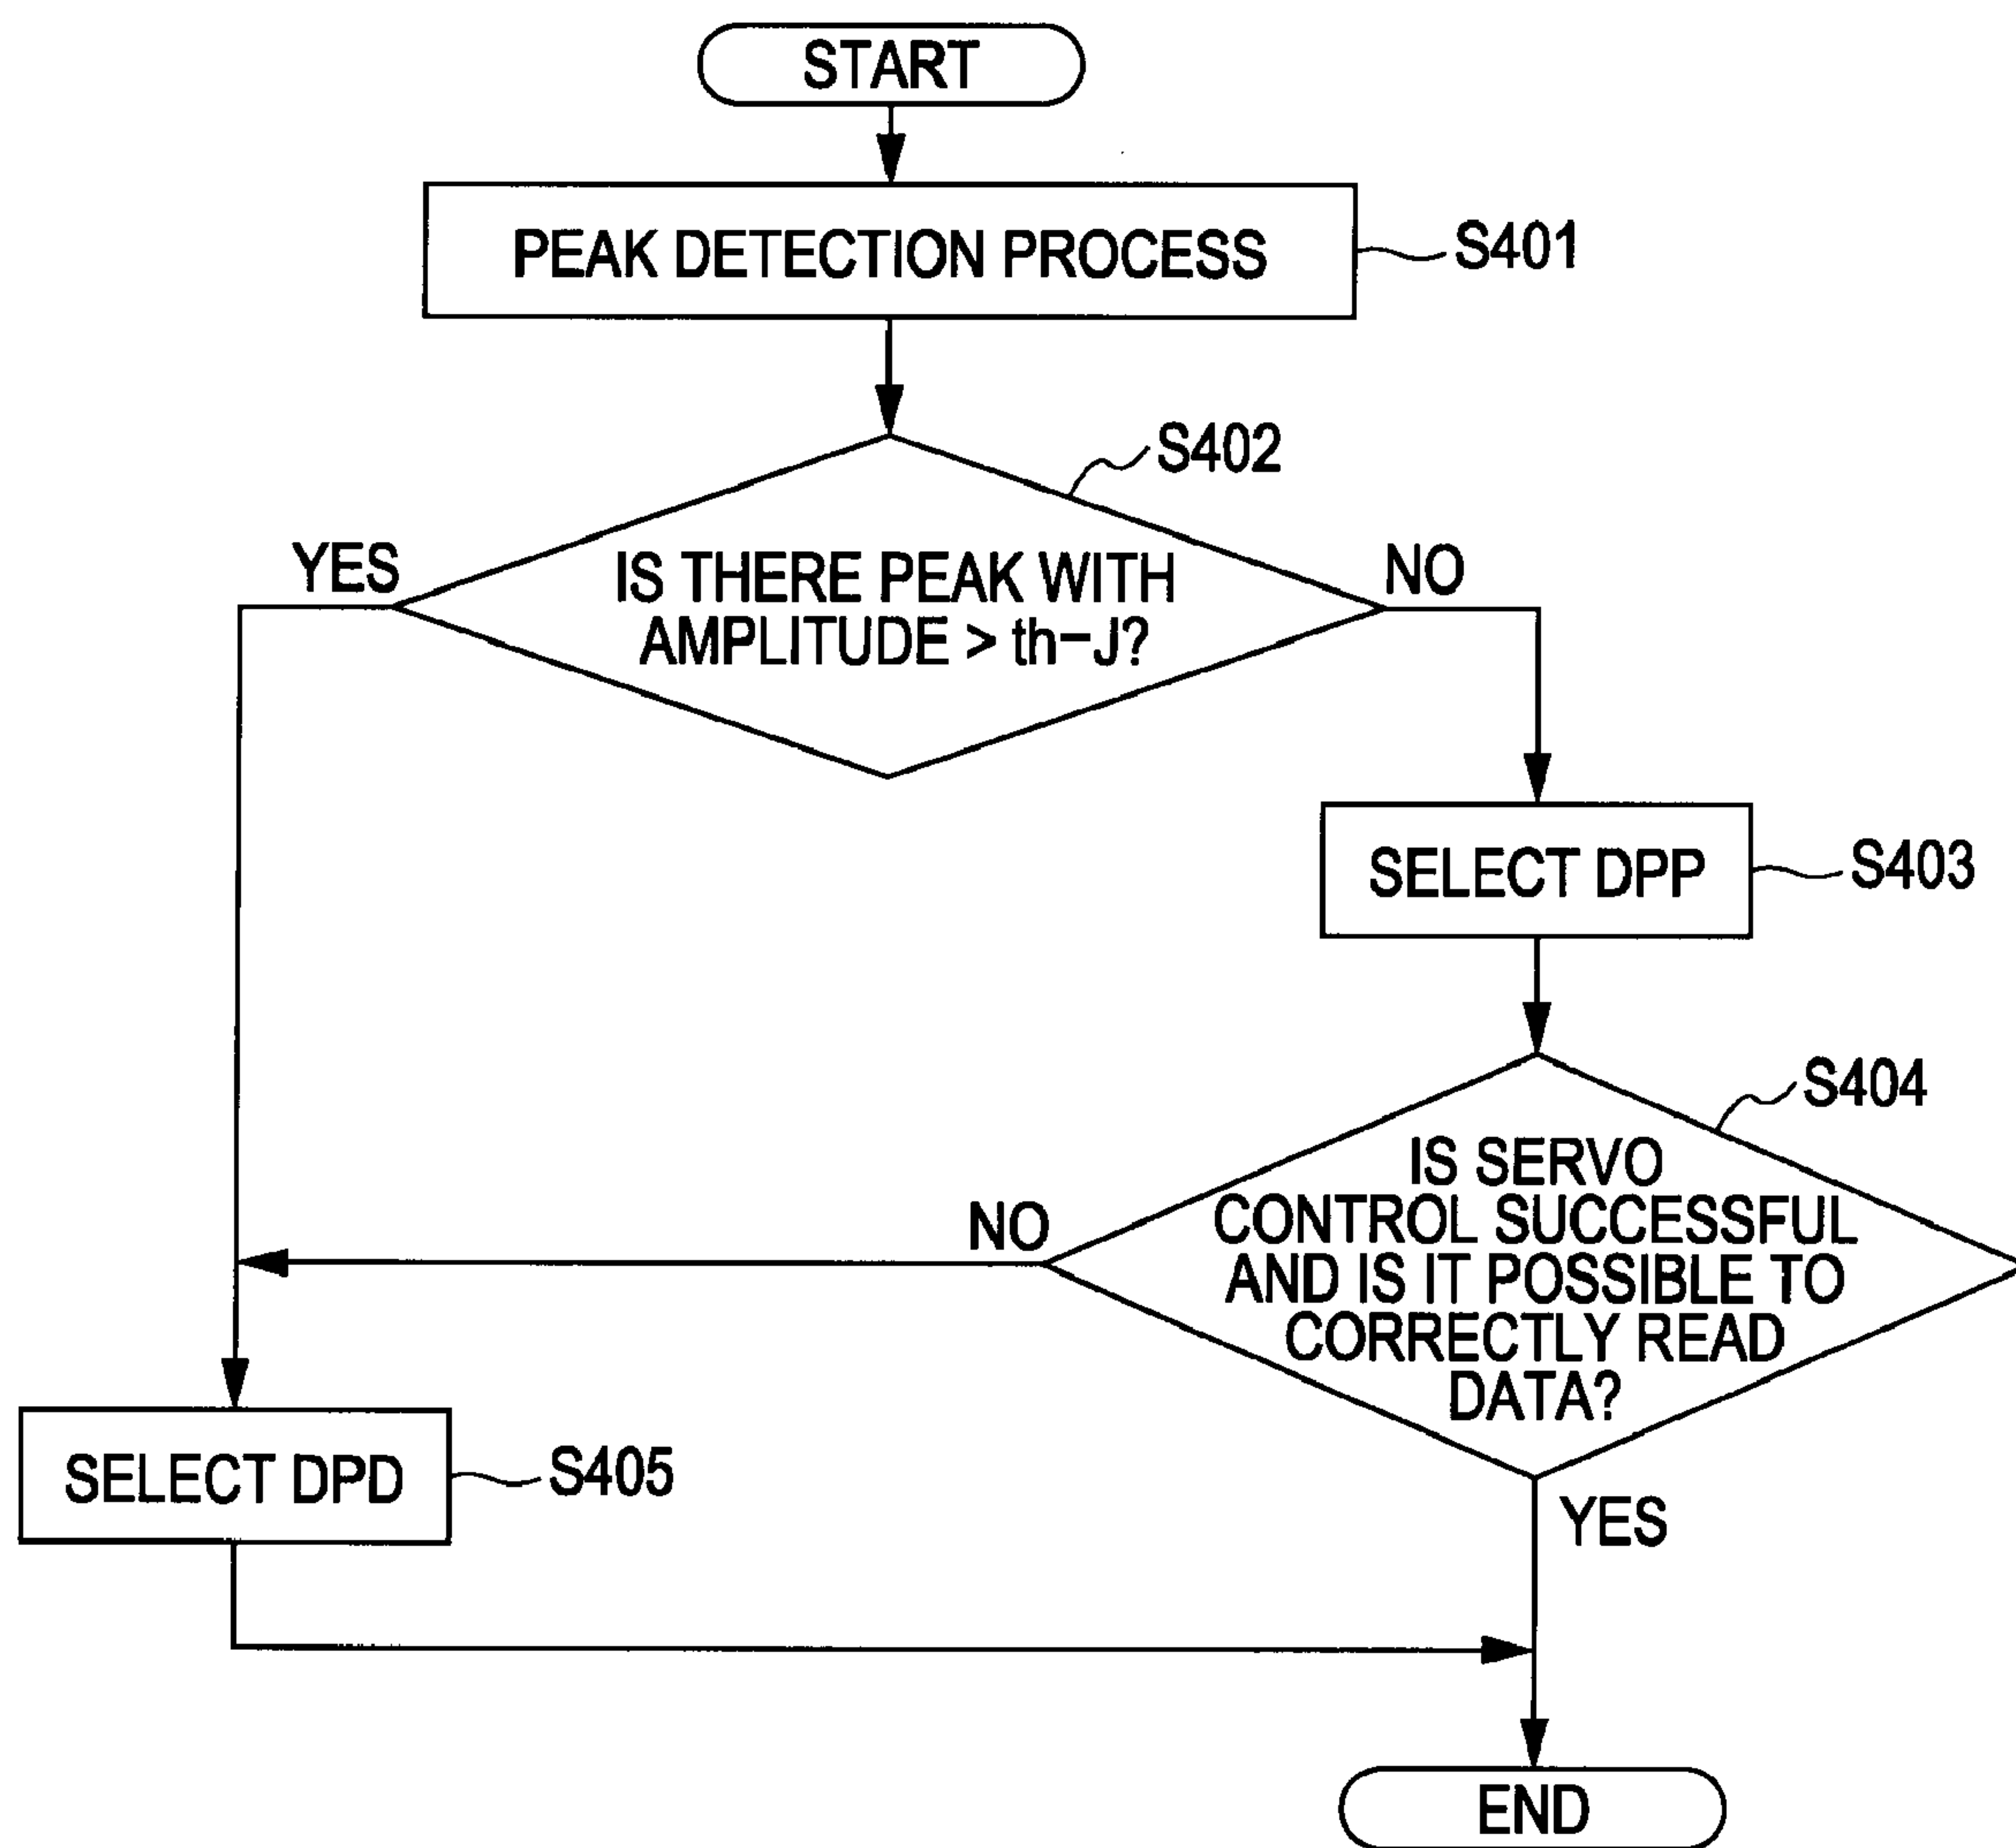 START
PEAK DETECTION PROCESS
S401
S402
YES
IS THERE PEAK WITH
AMPLITUDE > th-J?
NO
SELECT DPP
S403
S404
IS SERVO
CONTROL SUCCESSFUL
AND IS IT POSSIBLE TO
CORRECTLY READ
DATA?
NO
SELECT DPD
S405
YES
END